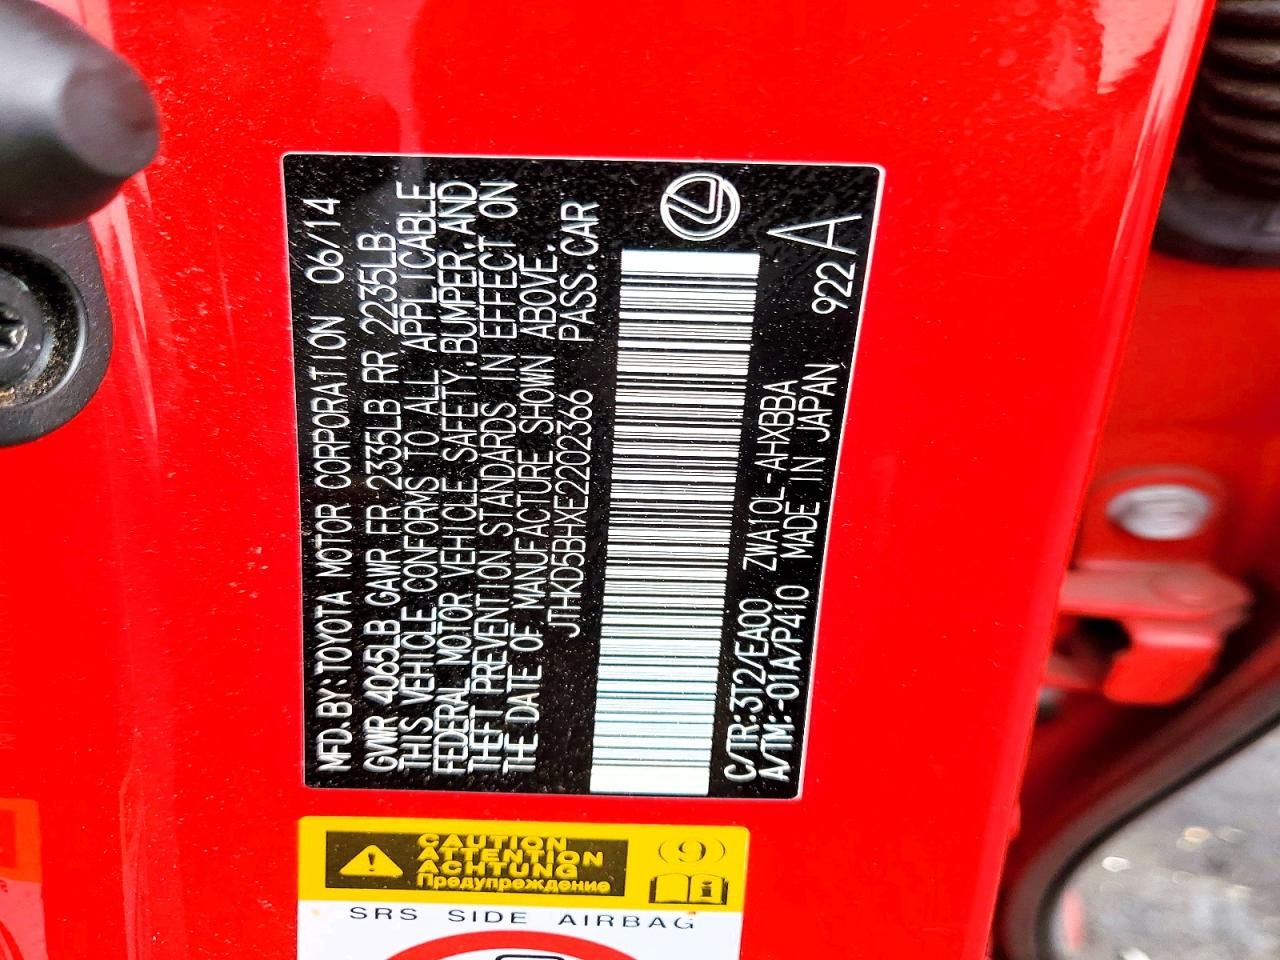 MFD.BY:TOYOTA MOTOR CORPORATION 06/14
GVWR 4065LB GAWR FR 2335LB RR 2235LB
THIS VEHICLE CONFORMS TO ALL APPLICABLE
FEDERAL MOTOR VEHICLE SAFETY,BUMPER,AND
THEFT PREVENTION STANDARDS IN EFFECT ON
THE DATE OF MANUFACTURE SHOWN ABOVE.
JTHKD5BHXE2202366 PASS.CAR
C/TR:3T2/EA00 ZWA10L-AHXBBA
A/TM:-01A/P410 MADE IN JAPAN 922A
CAUTION
ATTENTION
ACHTUNG
Предупреждение
(9)
SRS SIDE AIRBAG